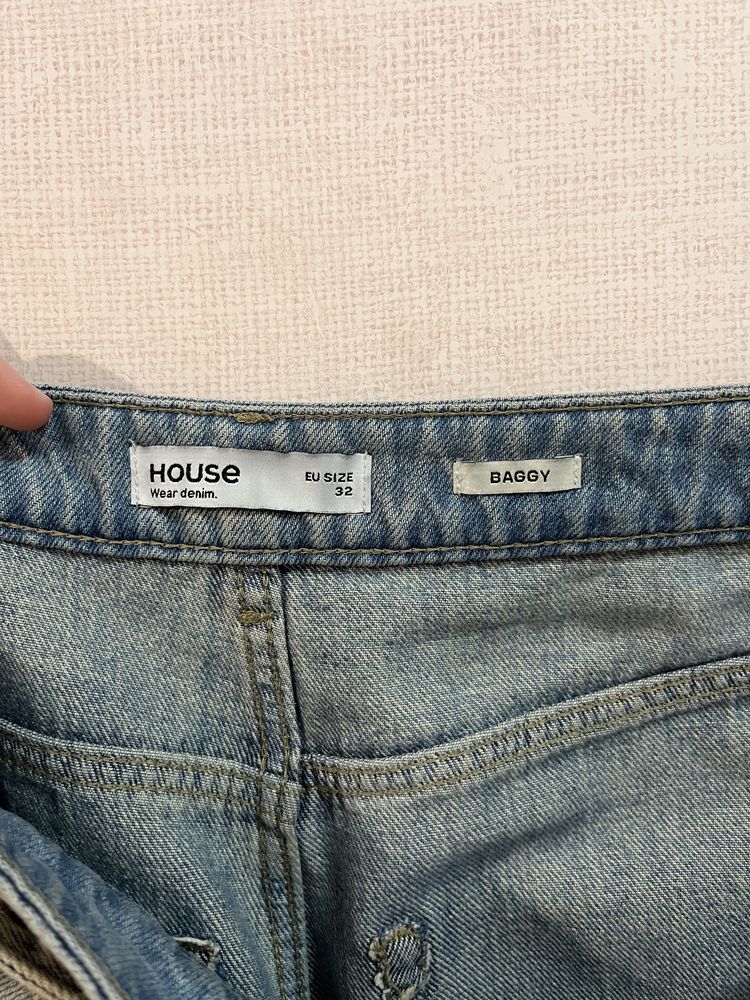 House
Wear denim.
EU SIZE
32
BAGGY